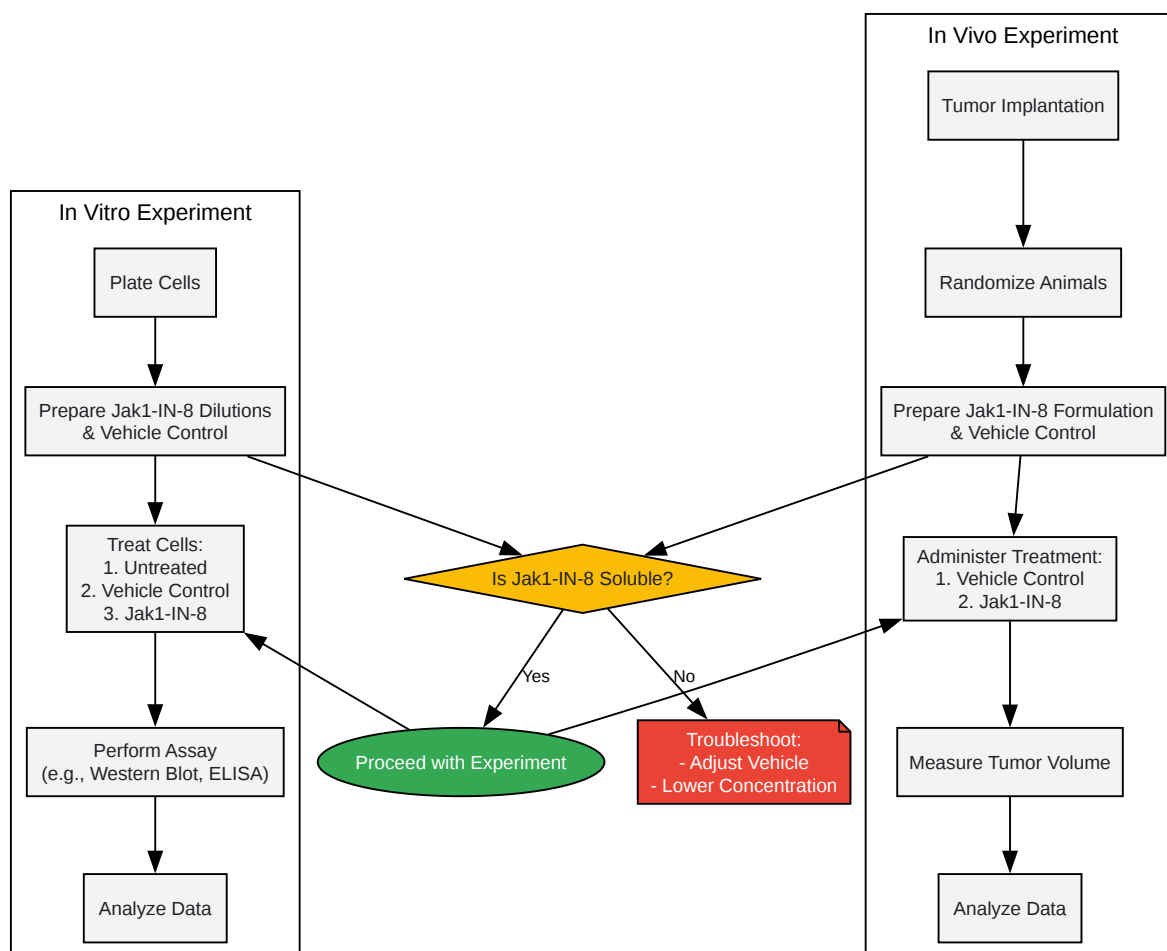 In Vitro Experiment
Plate Cells
Prepare Jak1-IN-8 Dilutions
& Vehicle Control
Treat Cells:
1. Untreated
2. Vehicle Control
3. Jak1-IN-8
Perform Assay
(e.g., Western Blot, ELISA)
Analyze Data
Is Jak1-IN-8 Soluble?
Yes
No
Proceed with Experiment
Troubleshoot:
- Adjust Vehicle
- Lower Concentration
In Vivo Experiment
Tumor Implantation
Randomize Animals
Prepare Jak1-IN-8 Formulation
& Vehicle Control
Administer Treatment:
1. Vehicle Control
2. Jak1-IN-8
Measure Tumor Volume
Analyze Data